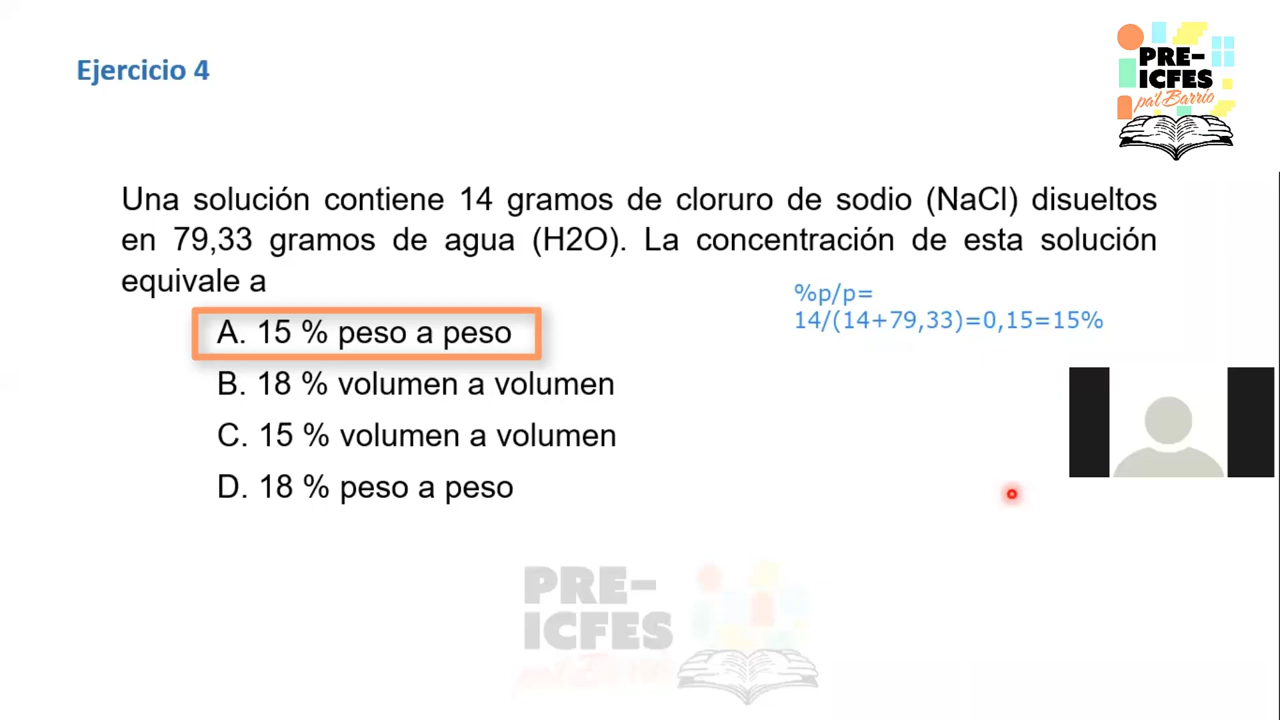 Ejercicio 4
PRE-
ICFES
pa'l Barrio
Una solución contiene 14 gramos de cloruro de sodio (NaCl) disueltos
en 79,33 gramos de agua (H2O). La concentración de esta solución
equivale a
%p/p=
14/(14+79,33)=0,15=15%
A. 15 % peso a peso
B. 18 % volumen a volumen
C. 15 % volumen a volumen
D. 18 % peso a peso
PRE-
ICFES
pa'l Barrio